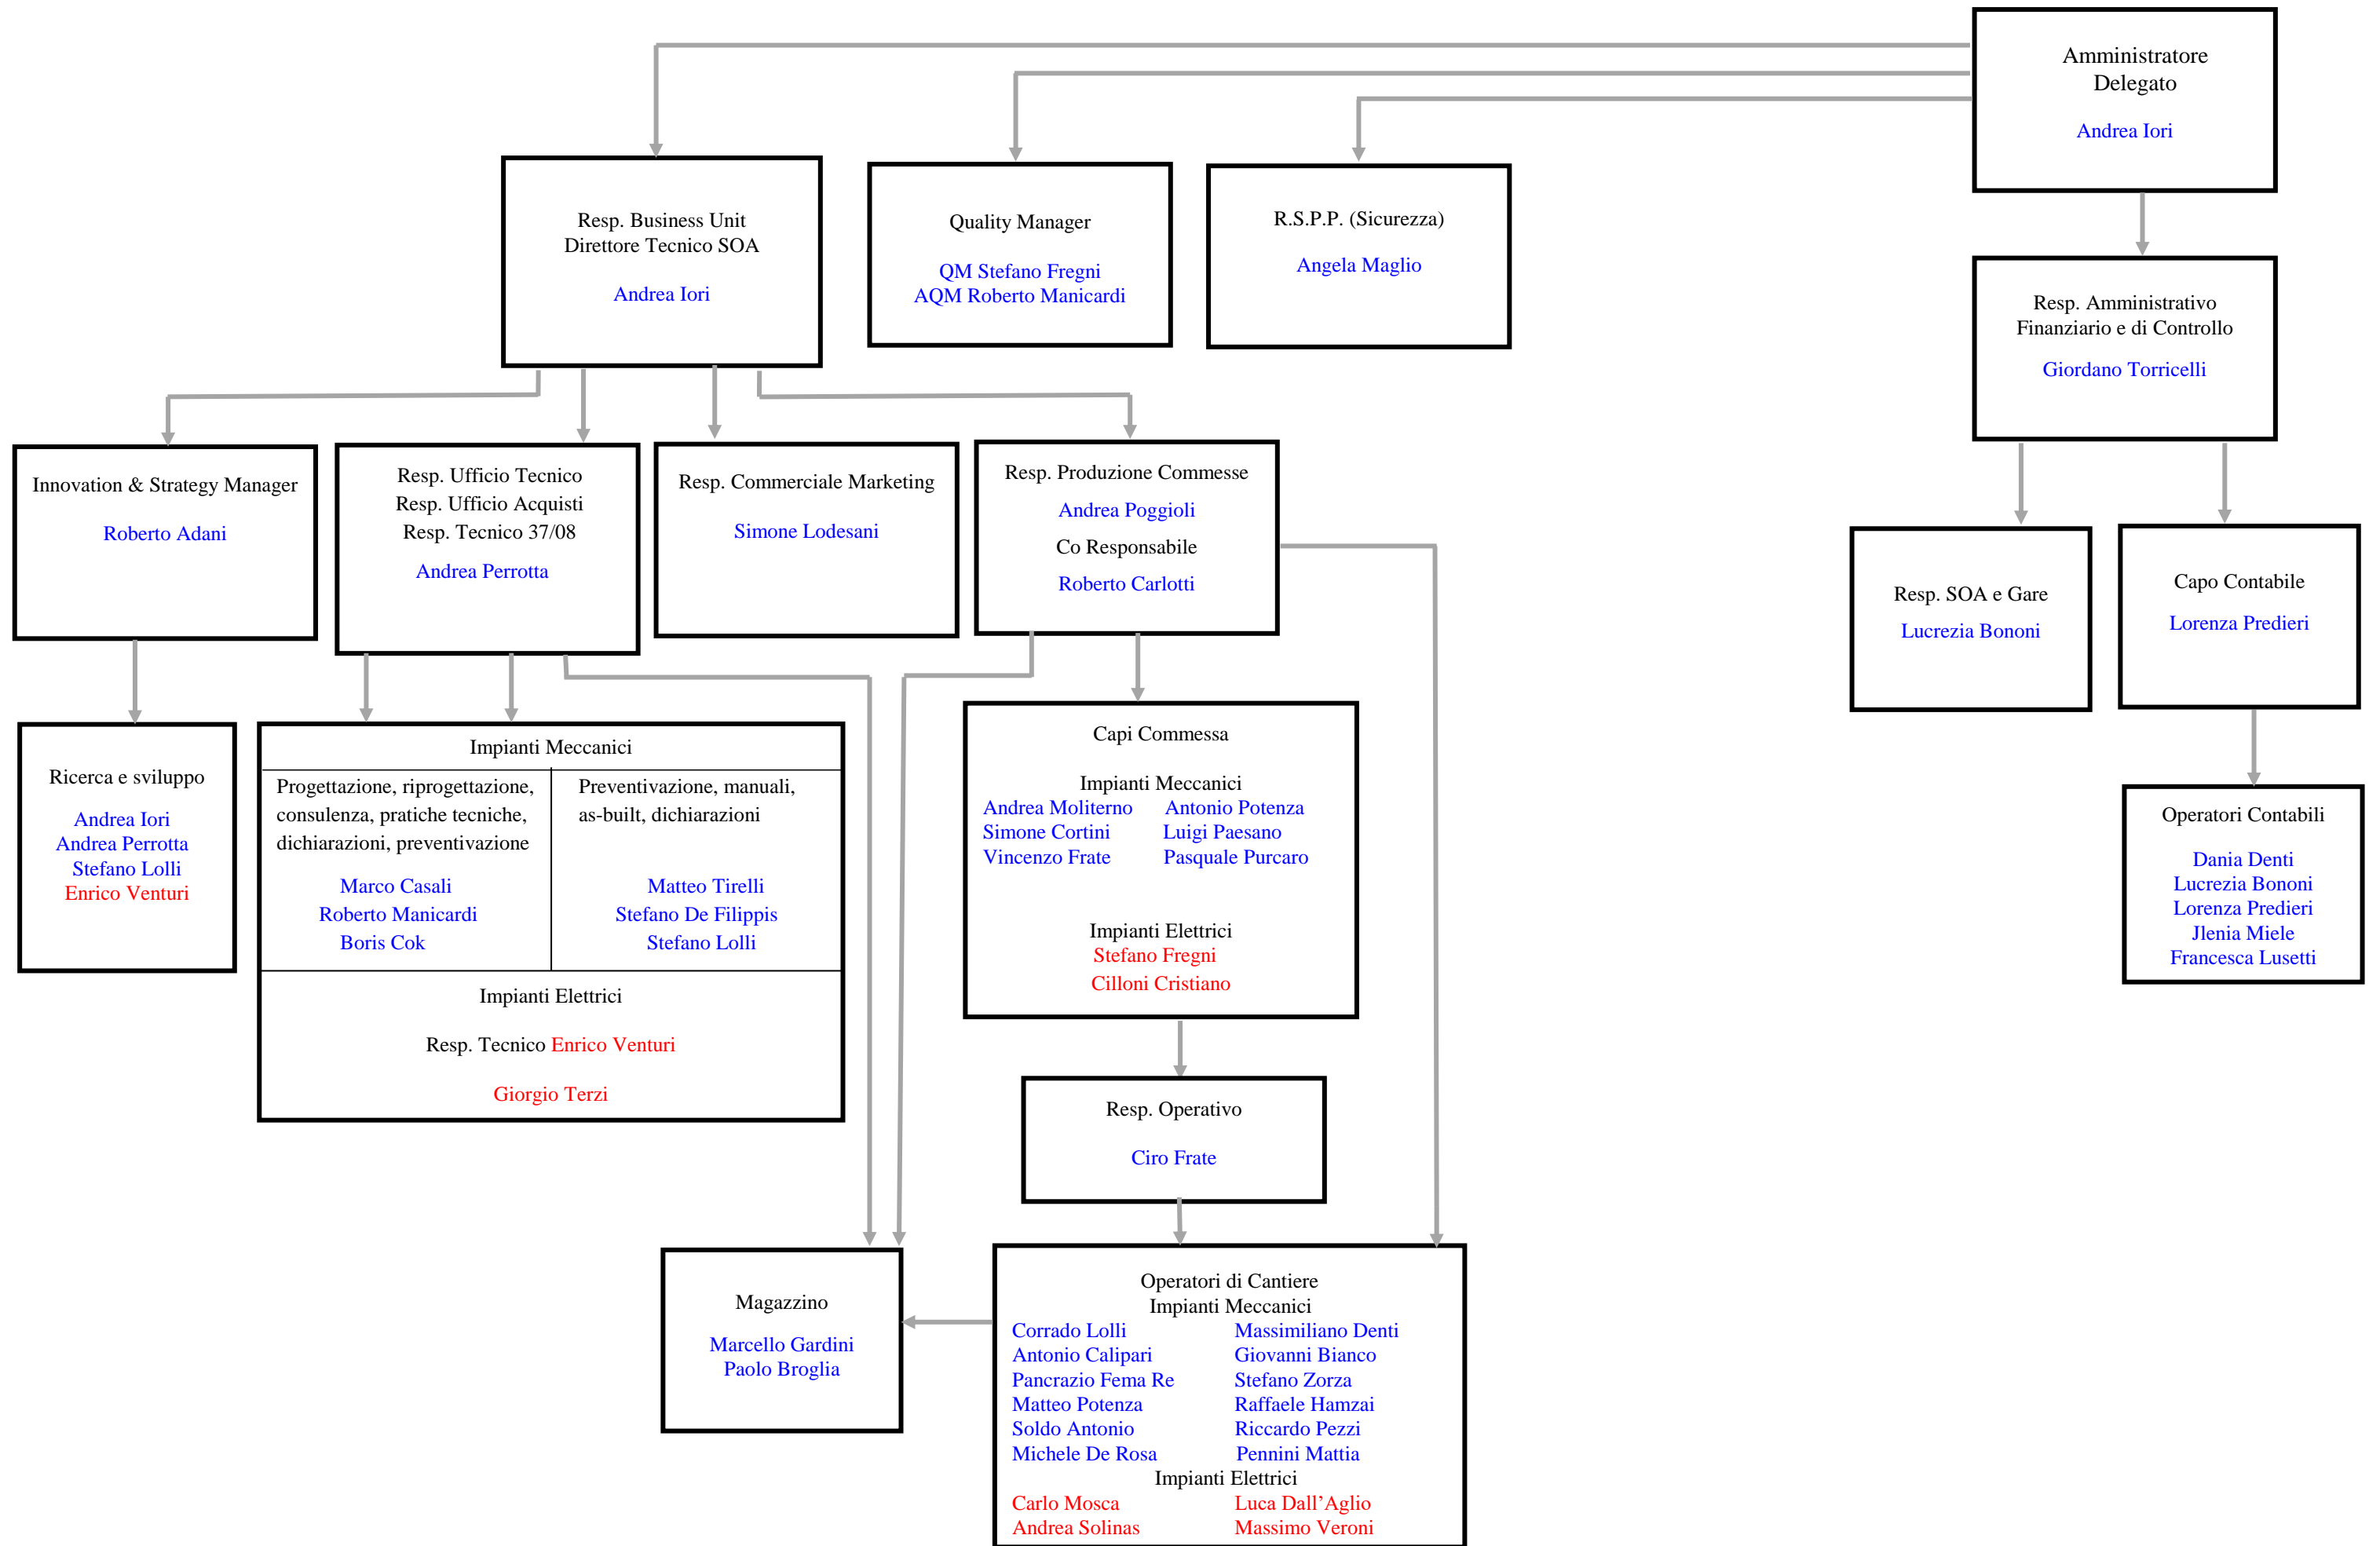 Amministratore
Delegato
Andrea Iori
Resp. Business Unit
Direttore Tecnico SOA
Andrea Iori
Quality Manager
QM Stefano Fregni
AQM Roberto Manicardi
R.S.P.P. (Sicurezza)
Angela Maglio
Resp. Amministrativo
Finanziario e di Controllo
Giordano Torricelli
Innovation & Strategy Manager
Roberto Adani
Resp. Ufficio Tecnico
Resp. Ufficio Acquisti
Resp. Tecnico 37/08
Andrea Perrotta
Resp. Commerciale Marketing
Simone Lodesani
Resp. Produzione Commesse
Andrea Poggioli
Co Responsabile
Roberto Carlotti
Resp. SOA e Gare
Lucrezia Bononi
Capo Contabile
Lorenza Predieri
Ricerca e sviluppo
Andrea Iori
Andrea Perrotta
Stefano Lolli
Enrico Venturi
Impianti Meccanici
Progettazione, riprogettazione,
consulenza, pratiche tecniche,
dichiarazioni, preventivazione
Marco Casali
Roberto Manicardi
Boris Cok
Preventivazione, manuali,
as-built, dichiarazioni
Matteo Tirelli
Stefano De Filippis
Stefano Lolli
Impianti Elettrici
Resp. Tecnico Enrico Venturi
Giorgio Terzi
Capi Commessa
Impianti Meccanici
Andrea Moliterno Antonio Potenza
Simone Cortini Luigi Paesano
Vincenzo Frate Pasquale Purcaro
Impianti Elettrici
Stefano Fregni
Cilloni Cristiano
Operatori Contabili
Dania Denti
Lucrezia Bononi
Lorenza Predieri
Jlenia Miele
Francesca Lusetti
Resp. Operativo
Ciro Frate
Magazzino
Marcello Gardini
Paolo Broglia
Operatori di Cantiere
Impianti Meccanici
Corrado Lolli Massimiliano Denti
Antonio Calipari Giovanni Bianco
Pancrazio Fema Re Stefano Zorza
Matteo Potenza Raffaele Hamzai
Soldo Antonio Riccardo Pezzi
Michele De Rosa Pennini Mattia
Impianti Elettrici
Carlo Mosca Luca Dall’Aglio
Andrea Solinas Massimo Veroni